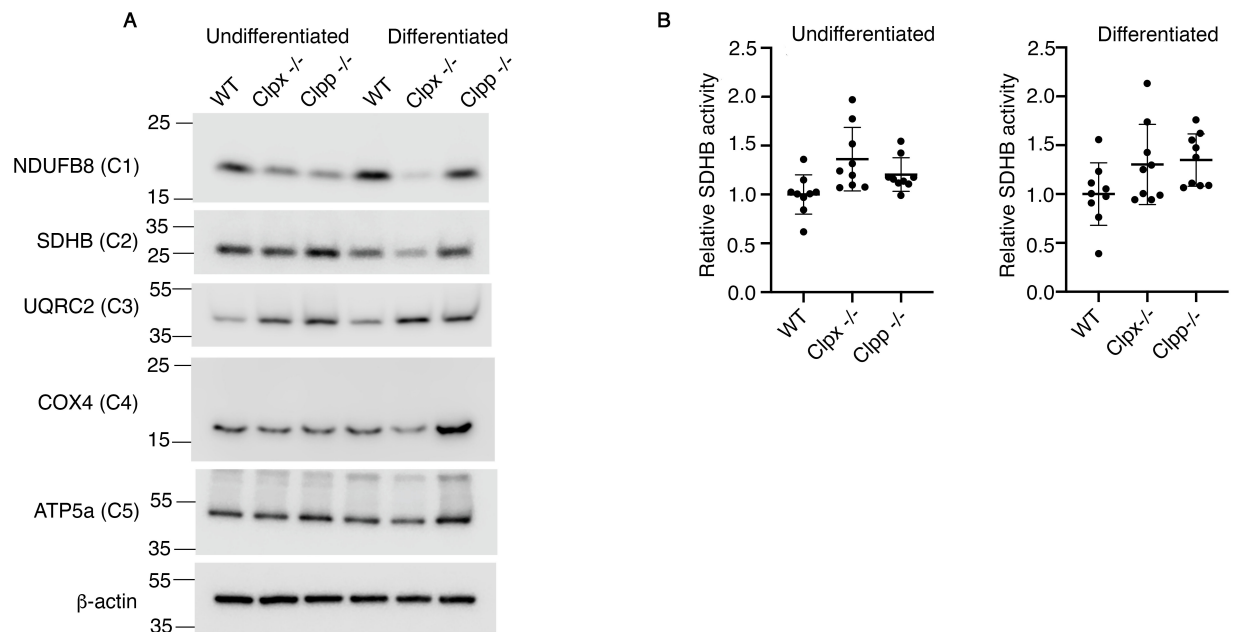 A
Undifferentiated Differentiated
WT Clpx -/- Clpp -/- WT Clpx -/- Clpp -/-
25
NDUFB8 (C1)
15
35
SDHB (C2)
25
55
UQRC2 (C3)
35
25
COX4 (C4)
15
55
ATP5a (C5)
35
55
β-actin
35
B
Undifferentiated
Relative SDHB activity
2.5
2.0
1.5
1.0
0.5
0.0
WT Clpx -/- Clpp -/-
Differentiated
Relative SDHB activity
2.5
2.0
1.5
1.0
0.5
0.0
WT Clpx-/- Clpp-/-